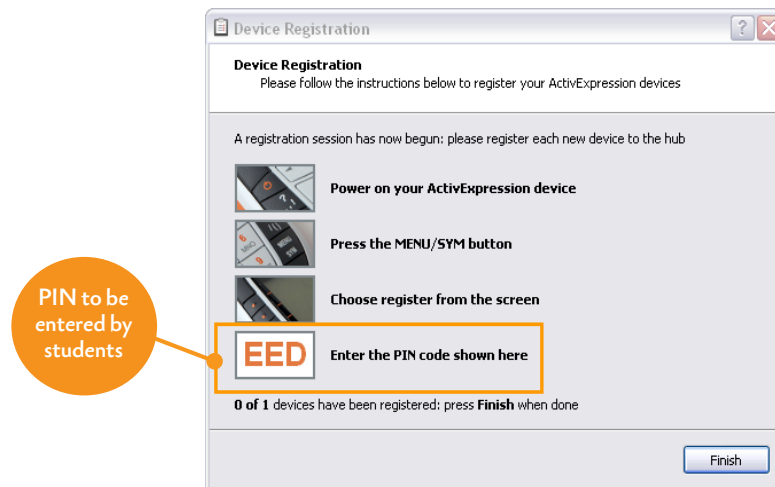 Device Registration
Device Registration
Please follow the instructions below to register your ActivExpression devices
A registration session has now begun: please register each new device to the hub
Power on your ActivExpression device
Press the MENU/SYM button
Choose register from the screen
PIN to be
entered by
students
EED Enter the PIN code shown here
0 of 1 devices have been registered: press Finish when done
Finish